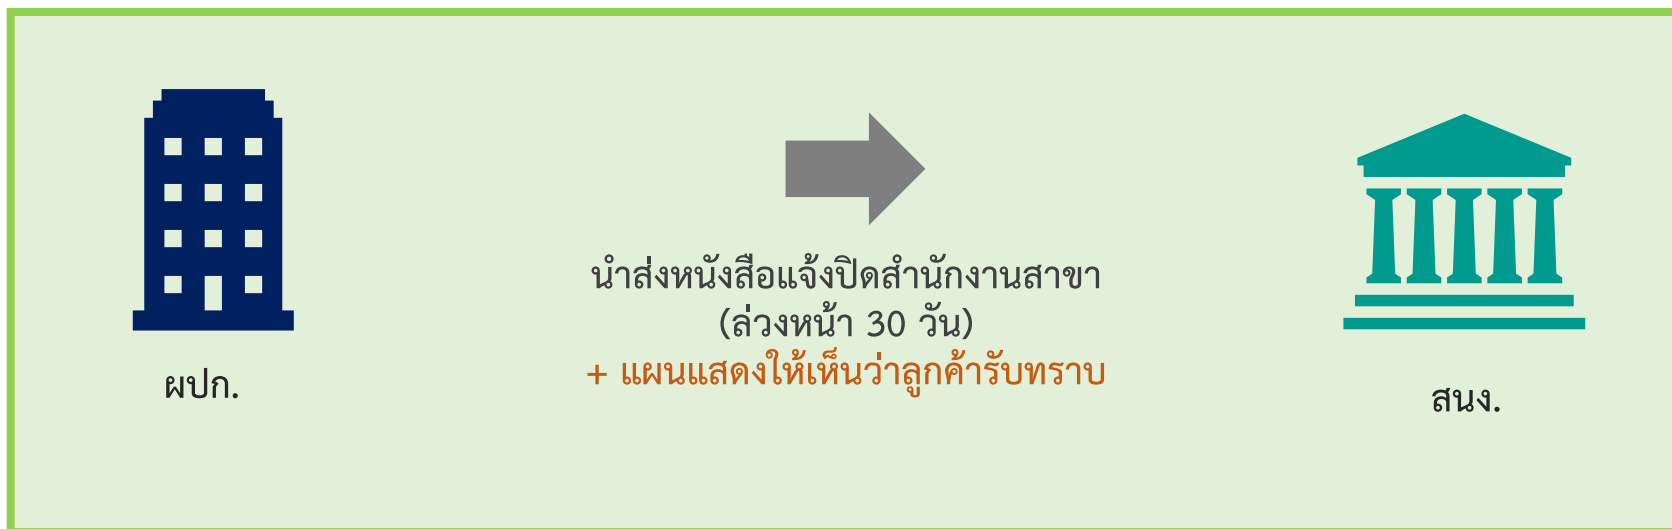 นำส่งหนังสือแจ้งปิดสำนักงานสาขา
(ล่วงหน้า 30 วัน)
+ แผนแสดงให้เห็นว่าลูกค้ารับทราบ
ผปก.
สนง.